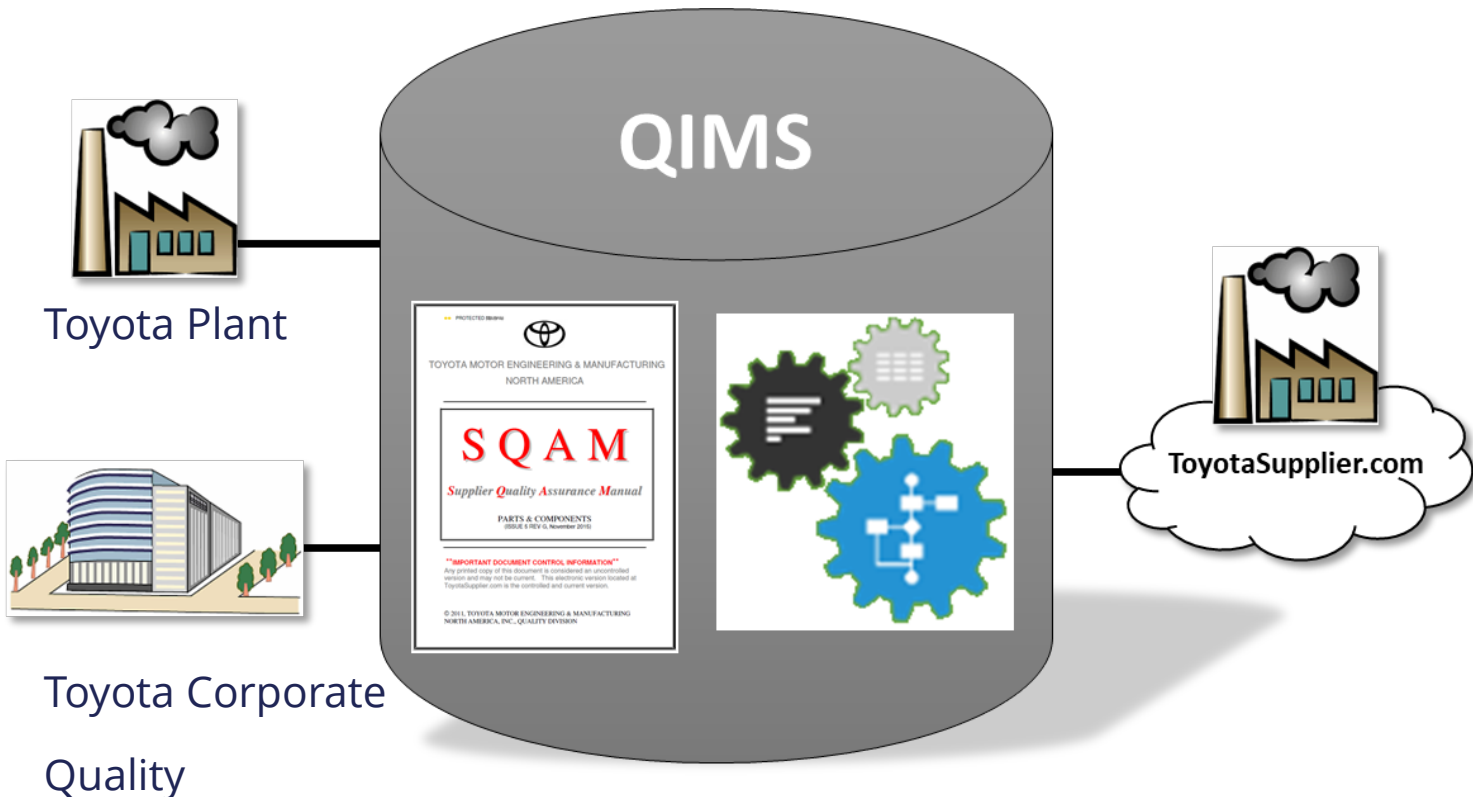 QIMS
Toyota Plant
Toyota Corporate
Quality
PROTECTED
TOYOTA MOTOR ENGINEERING & MANUFACTURING
NORTH AMERICA
SQAM
Supplier Quality Assurance Manual
PARTS & COMPONENTS
(ISSUE 5 REV G, November 2015)
**IMPORTANT DOCUMENT CONTROL INFORMATION**
Any printed copy of this document is considered an uncontrolled
version and may not be current. This electronic version located at
ToyotaSupplier.com is the controlled and current version.
© 2011, TOYOTA MOTOR ENGINEERING & MANUFACTURING
NORTH AMERICA, INC., QUALITY DIVISION
ToyotaSupplier.com